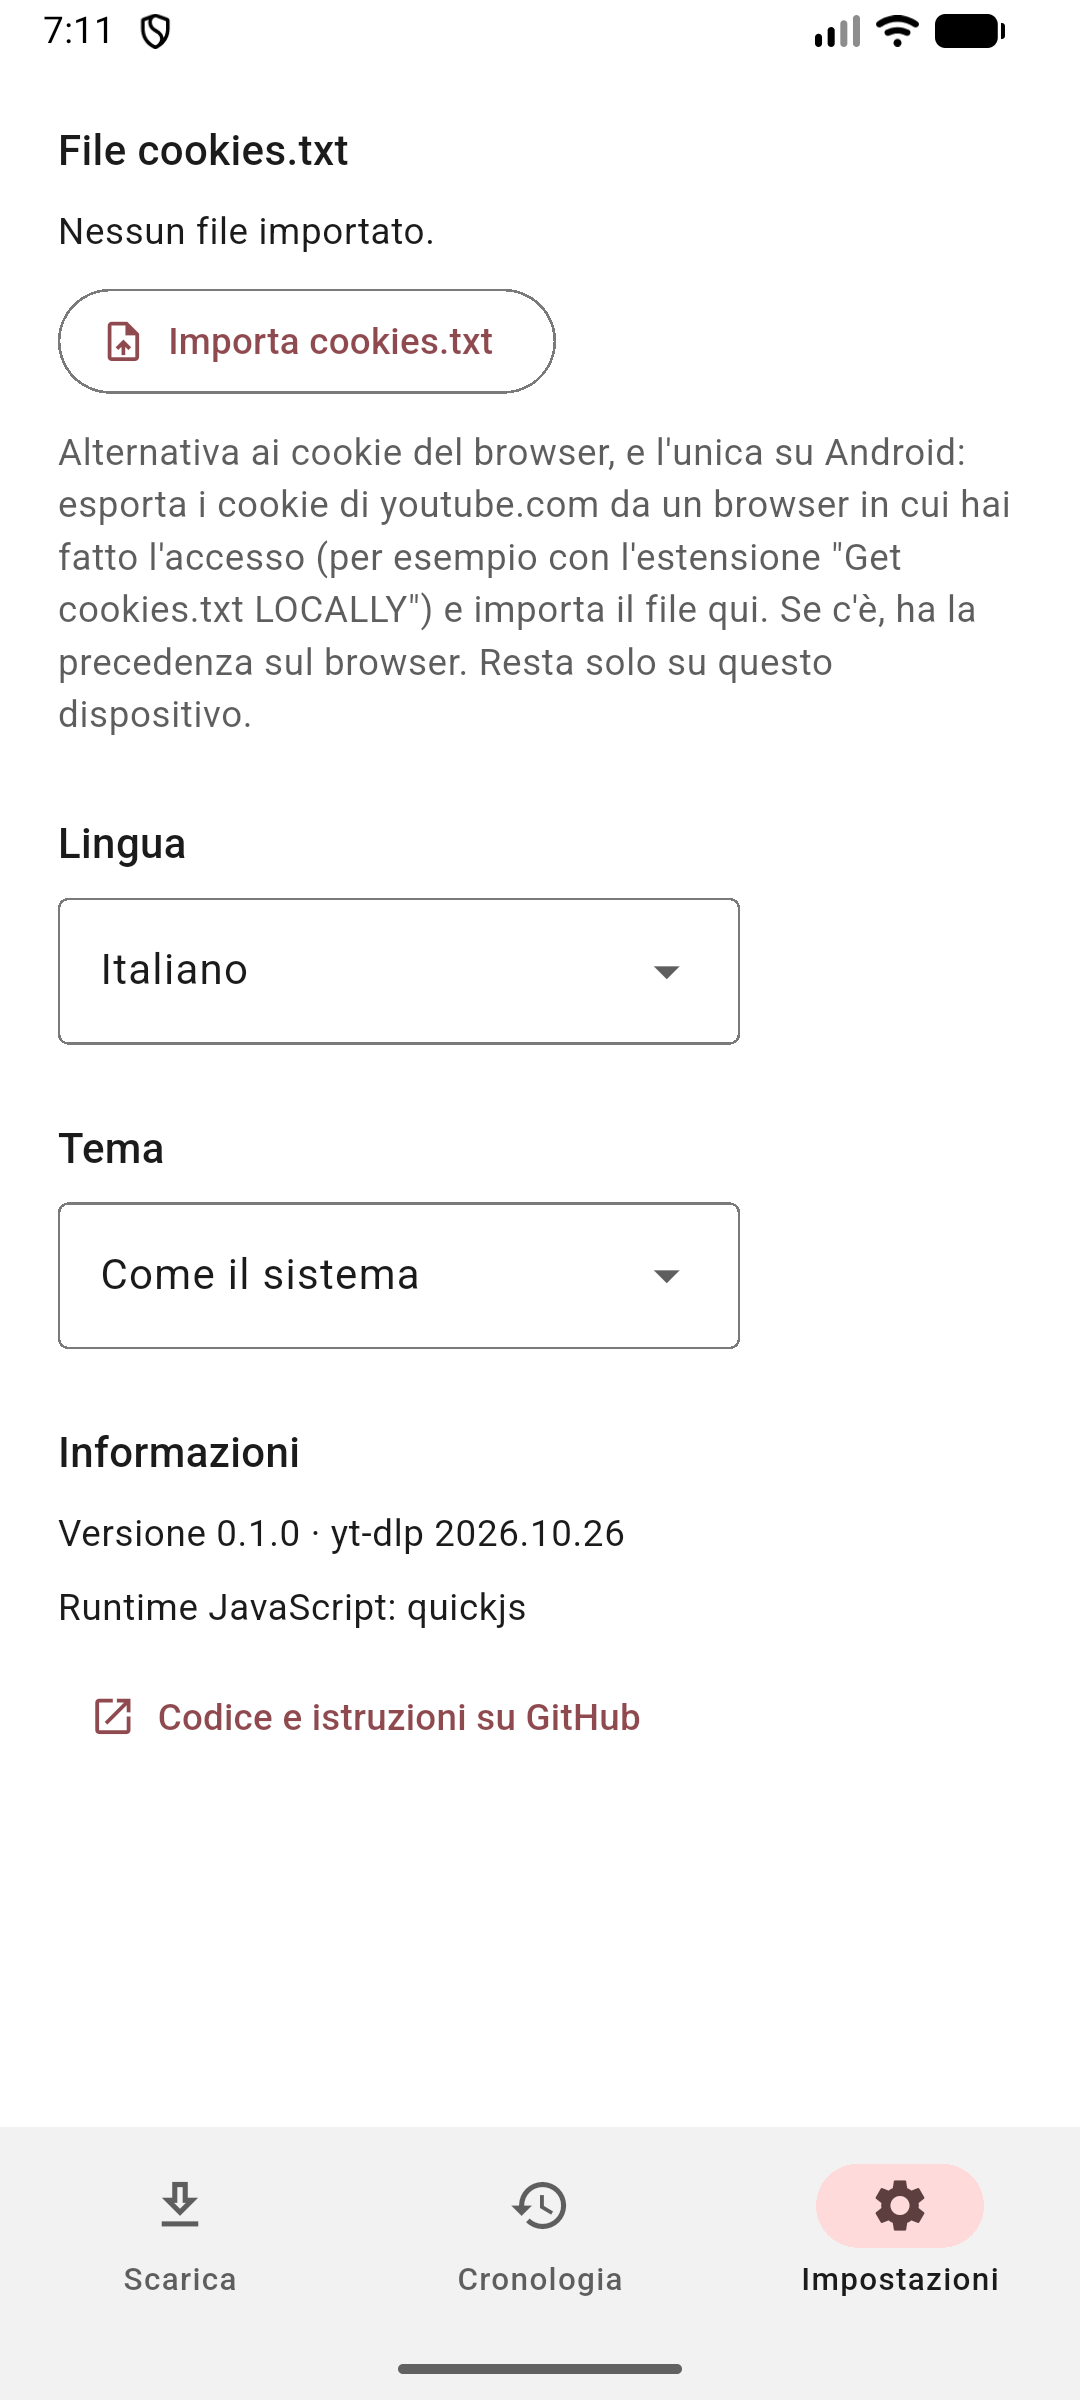 7:11
File cookies.txt
Nessun file importato.
Importa cookies.txt
Alternativa ai cookie del browser, e l'unica su Android:
esporta i cookie di youtube.com da un browser in cui hai
fatto l'accesso (per esempio con l'estensione "Get
cookies.txt LOCALLY") e importa il file qui. Se c'è, ha la
precedenza sul browser. Resta solo su questo
dispositivo.
Lingua
Italiano
Tema
Come il sistema
Informazioni
Versione 0.1.0 · yt-dlp 2026.10.26
Runtime JavaScript: quickjs
Codice e istruzioni su GitHub
Scarica
Cronologia
Impostazioni